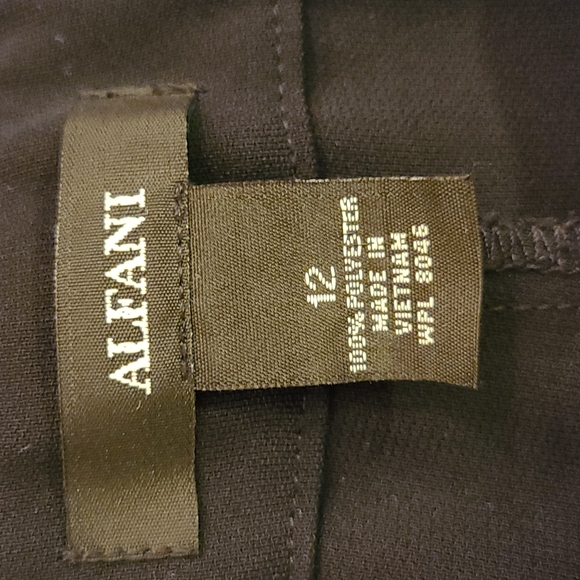 ALFANI
12
100% POLYESTER
MADE IN
VIETNAM
WPL 8046